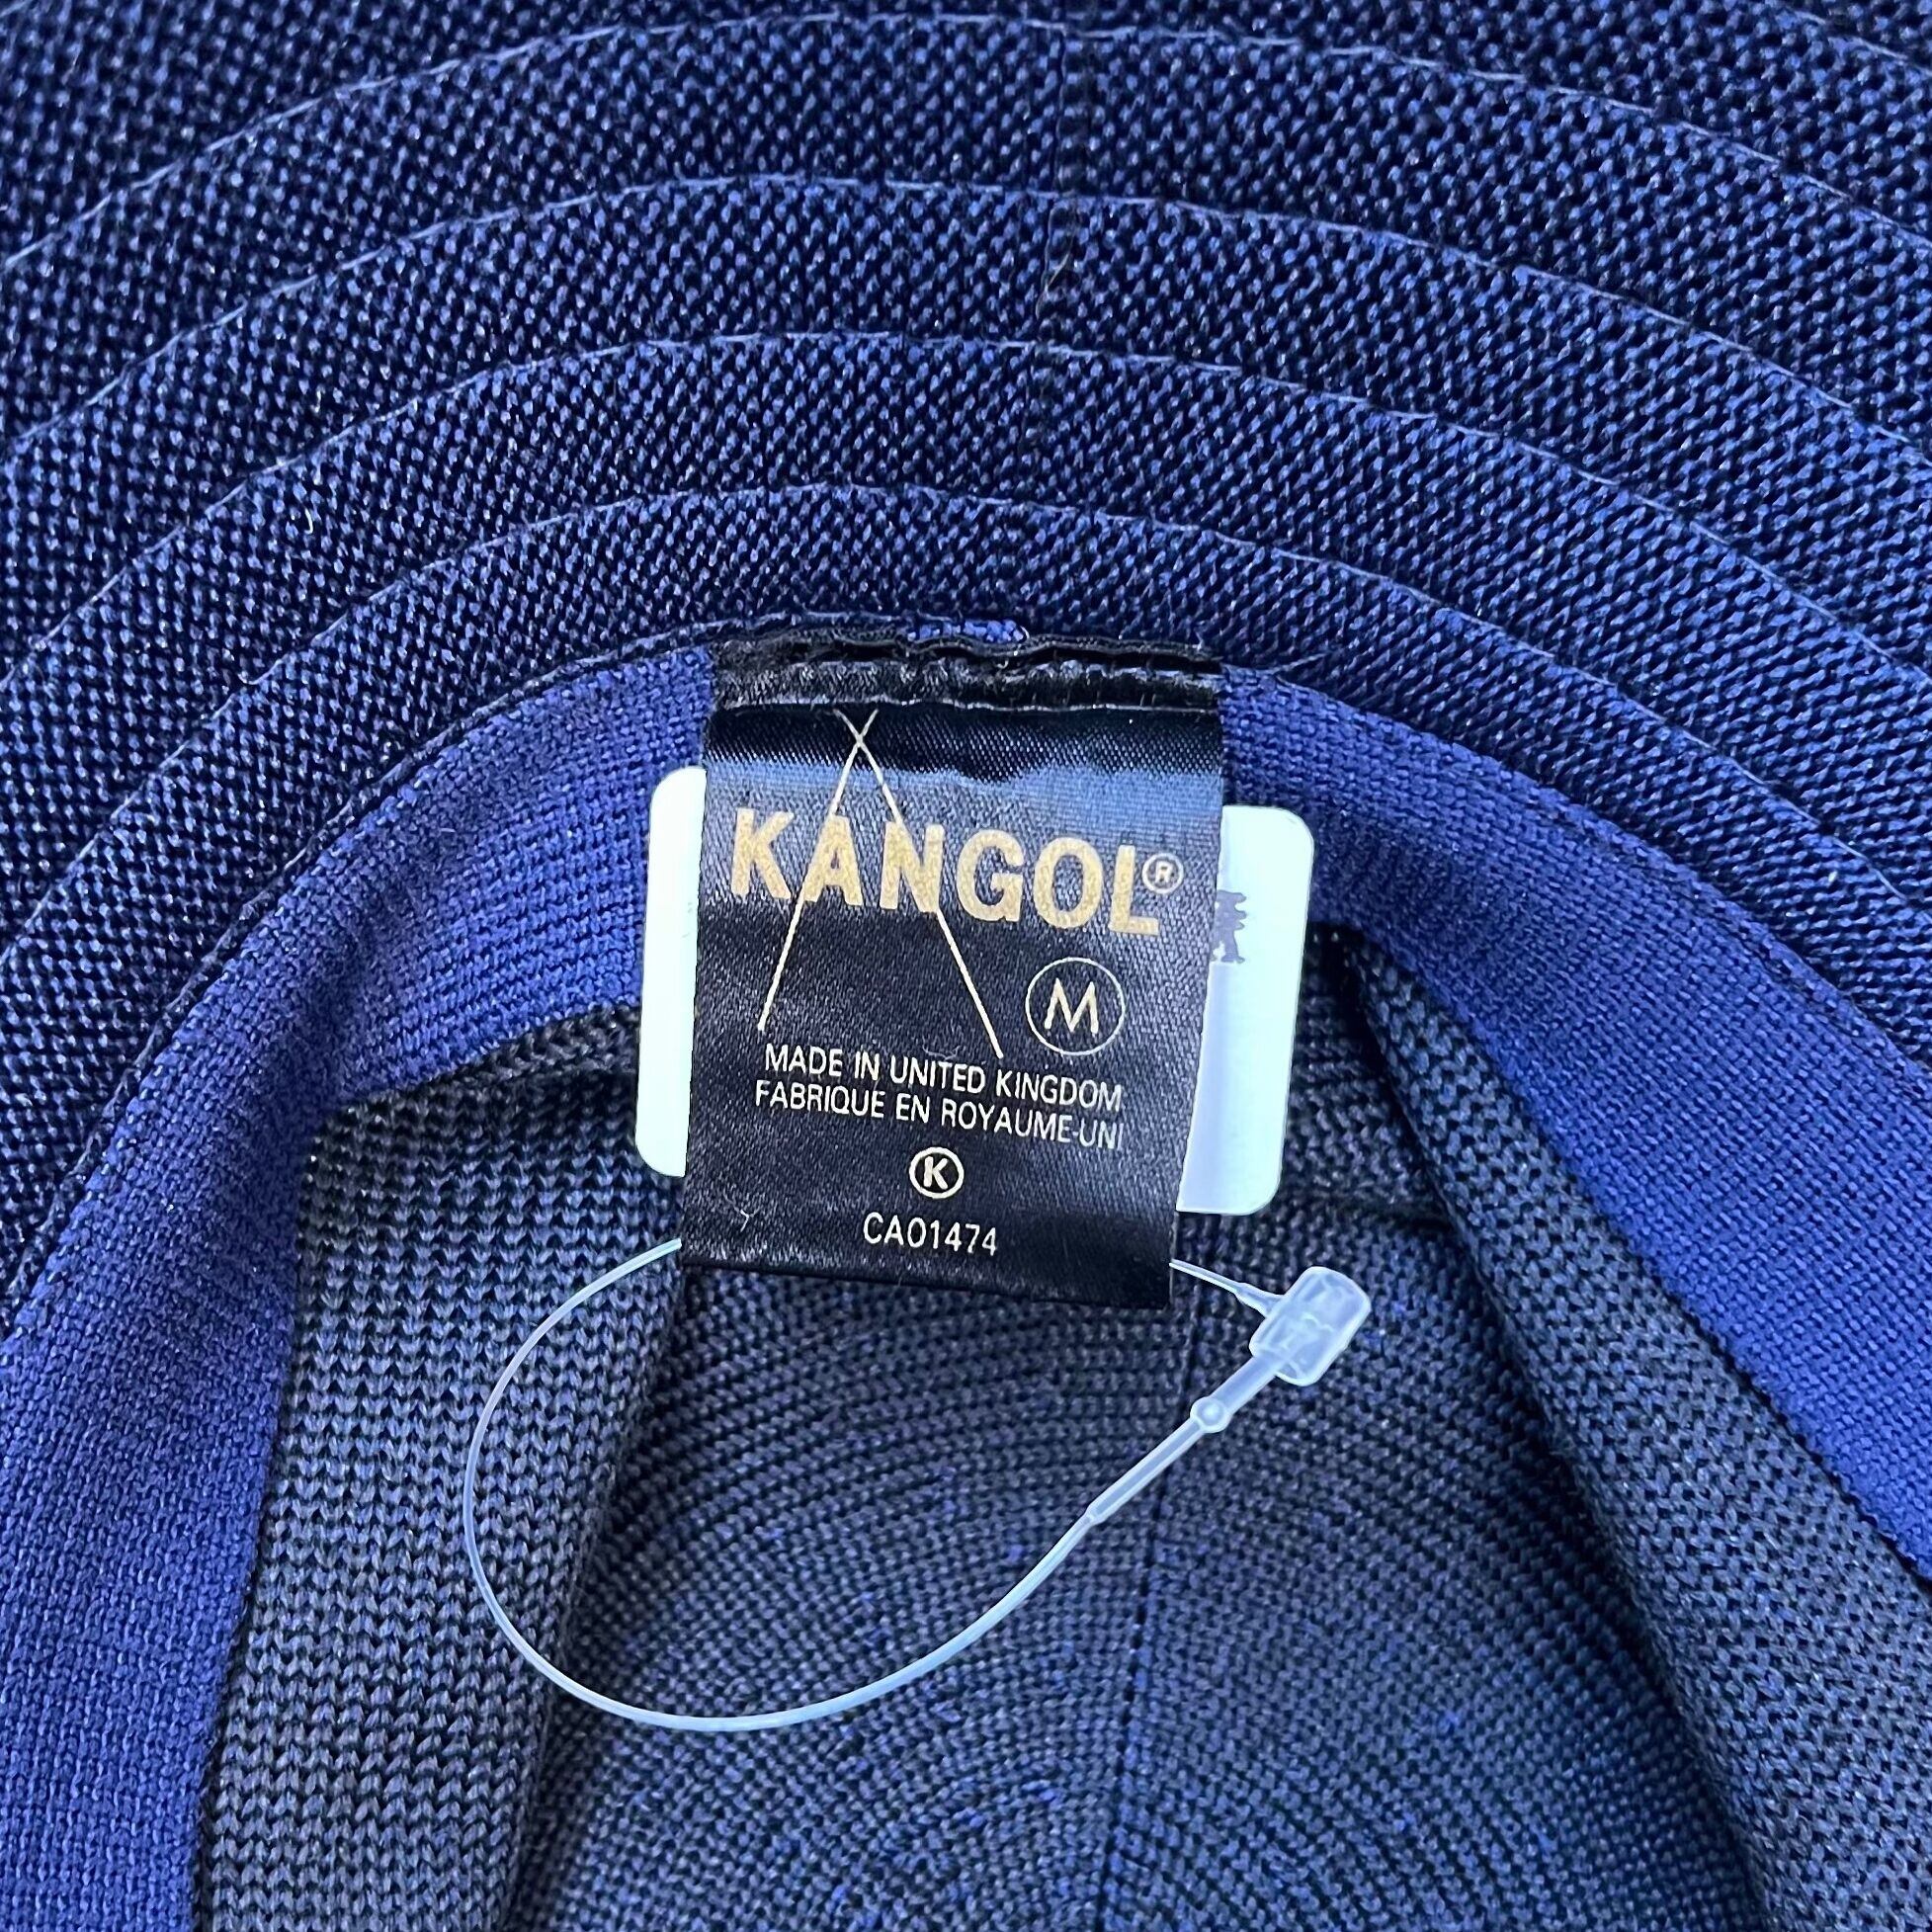 KANGOL®
M
MADE IN UNITED KINGDOM
FABRIQUE EN ROYAUME-UNI
K
CA01474